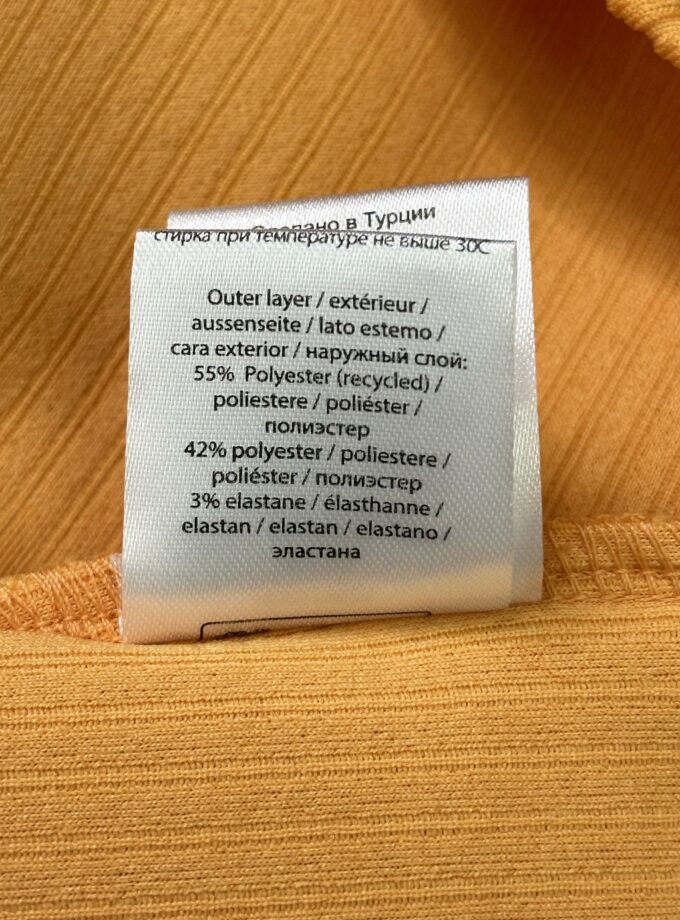 в Турции
стирка при температуре не выше 30С
Outer layer / extérieur /
aussenseite / lato estemo /
cara exterior / наружный слой:
55% Polyester (recycled) /
poliestere / poliéster /
полиэстер
42% polyester / poliestere /
poliéster / полиэстер
3% elastane / élasthanne /
elastan / elastan / elastano /
эластана